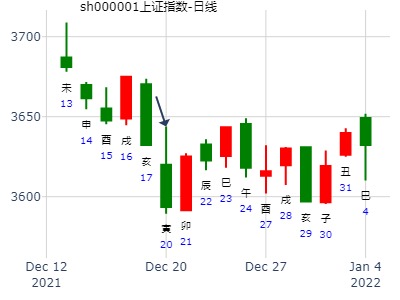 sh000001上证指数-日线
3700
3650
3600
未
13
申
14
酉
15
戌
16
亥
17
寅
20
卯
21
辰
22
巳
23
午
24
酉
27
戌
28
亥
29
子
30
丑
31
巳
4
Dec 12
2021
Dec 20
Dec 27
Jan 4
2022